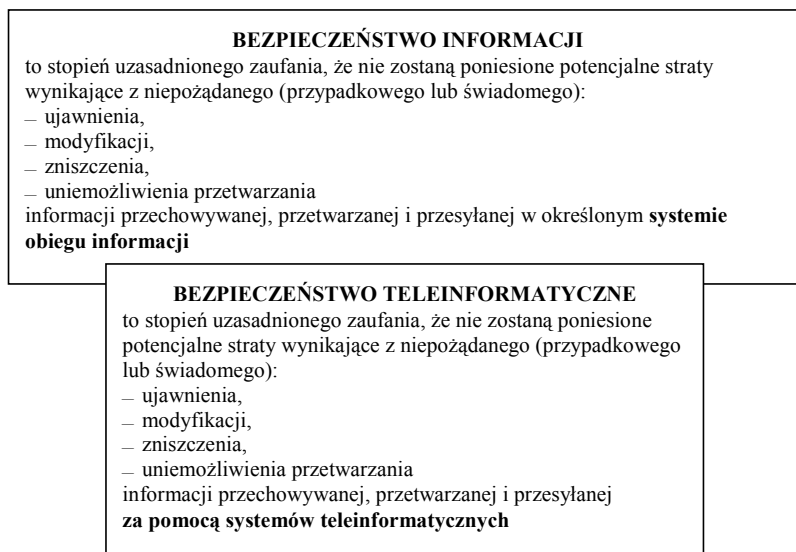 BEZPIECZEŃSTWO INFORMACJI
to stopień uzasadnionego zaufania, że nie zostaną poniesione potencjalne straty
wynikające z niepożądanego (przypadkowego lub świadomego):
– ujawnienia,
– modyfikacji,
– zniszczenia,
– uniemożliwienia przetwarzania
informacji przechowywanej, przetwarzanej i przesyłanej w określonym systemie
obiegu informacji
BEZPIECZEŃSTWO TELEINFORMATYCZNE
to stopień uzasadnionego zaufania, że nie zostaną poniesione
potencjalne straty wynikające z niepożądanego (przypadkowego
lub świadomego):
– ujawnienia,
– modyfikacji,
– zniszczenia,
– uniemożliwienia przetwarzania
informacji przechowywanej, przetwarzanej i przesyłanej
za pomocą systemów teleinformatycznych